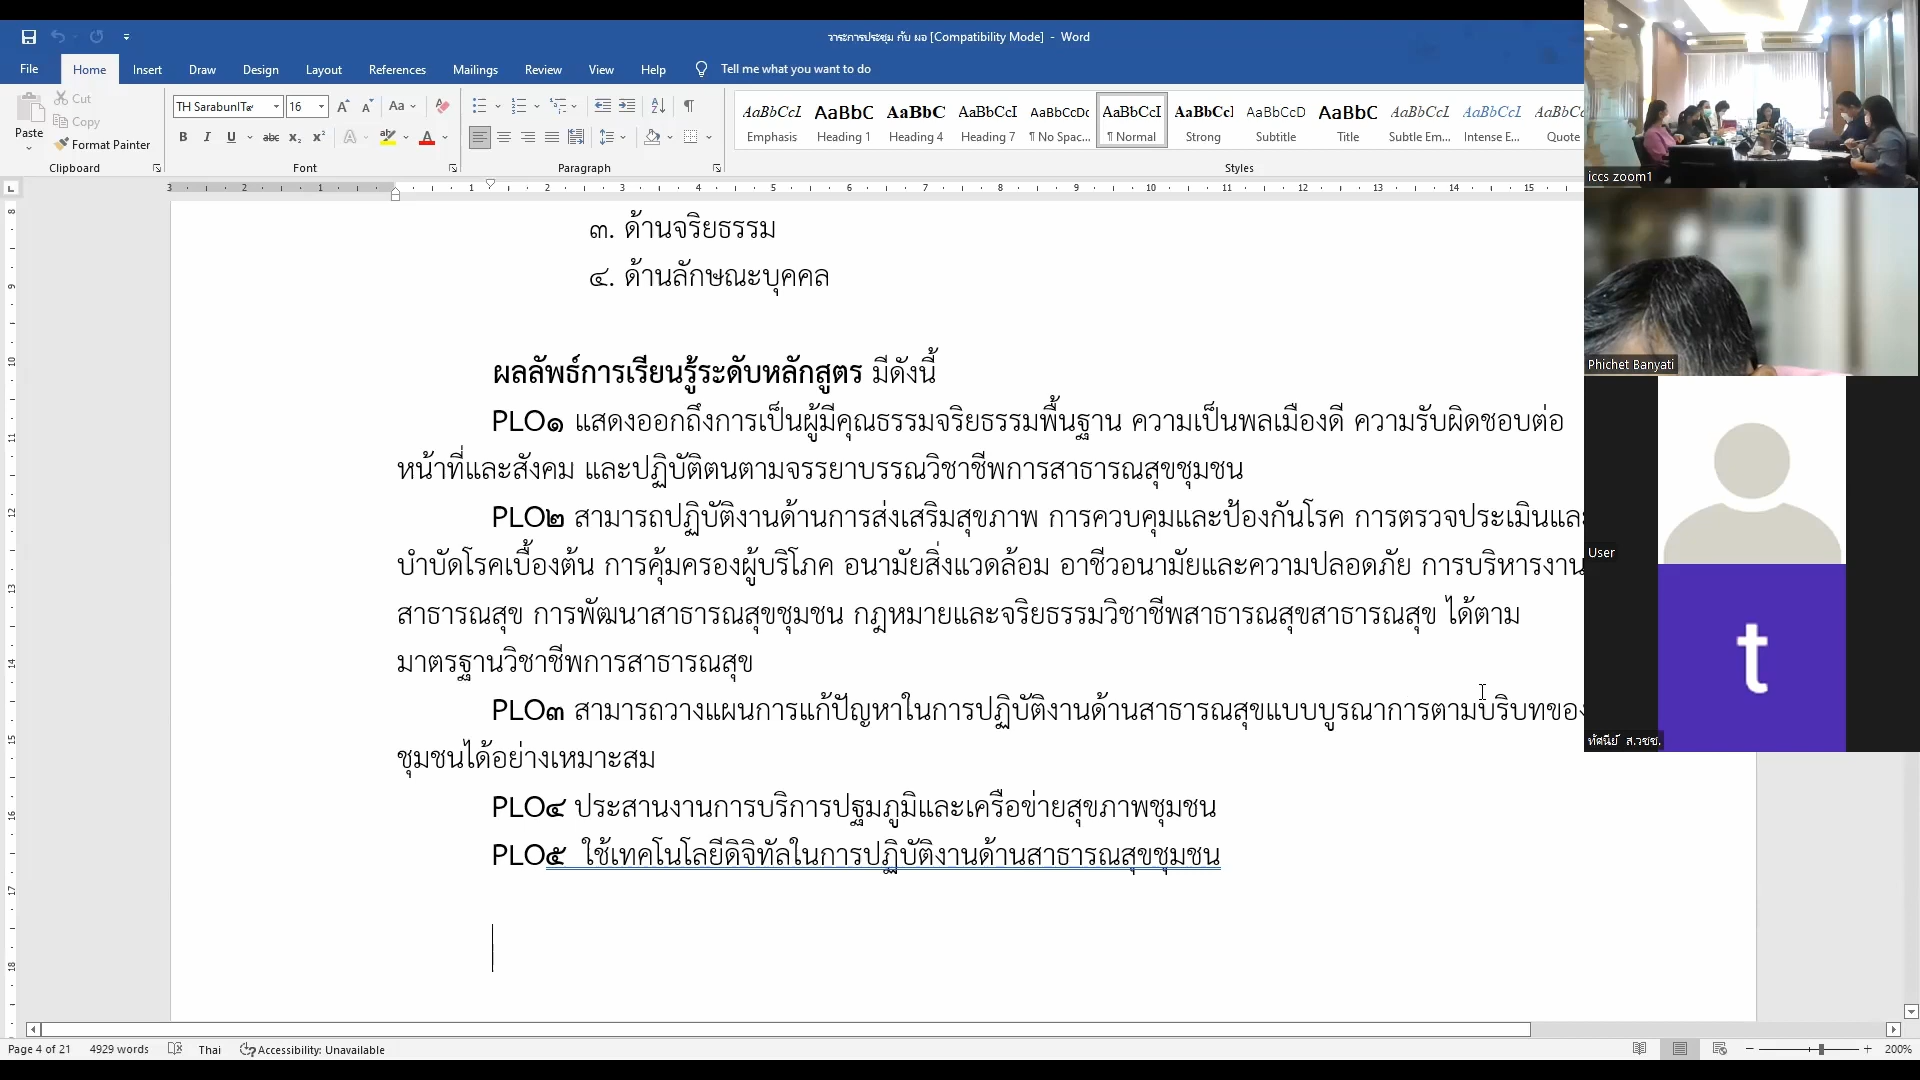 วาระการประชุม กับ ผอ [Compatibility Mode] - Word
File Home Insert Draw Design Layout References Mailings Review View Help Tell me what you want to do
Paste Cut Copy Format Painter
TH SarabunIT๙ 16
Emphasis Heading 1 Heading 4 Heading 7 ¶ No Spac... ¶ Normal Strong Subtitle Title Subtle Em... Intense E... Quote
Clipboard Font Paragraph Styles
๓. ด้านจริยธรรม
๔. ด้านลักษณะบุคคล
ผลลัพธ์การเรียนรู้ระดับหลักสูตร มีดังนี้
PLO๑ แสดงออกถึงการเป็นผู้มีคุณธรรมจริยธรรมพื้นฐาน ความเป็นพลเมืองดี ความรับผิดชอบต่อ
หน้าที่และสังคม และปฏิบัติตนตามจรรยาบรรณวิชาชีพการสาธารณสุขชุมชน
PLO๒ สามารถปฏิบัติงานด้านการส่งเสริมสุขภาพ การควบคุมและป้องกันโรค การตรวจประเมินและ
บำบัดโรคเบื้องต้น การคุ้มครองผู้บริโภค อนามัยสิ่งแวดล้อม อาชีวอนามัยและความปลอดภัย การบริหารงาน
สาธารณสุข การพัฒนาสาธารณสุขชุมชน กฎหมายและจริยธรรมวิชาชีพสาธารณสุขสาธารณสุข ได้ตาม
มาตรฐานวิชาชีพการสาธารณสุข
PLO๓ สามารถวางแผนการแก้ปัญหาในการปฏิบัติงานด้านสาธารณสุขแบบบูรณาการตามบริบทของ
ชุมชนได้อย่างเหมาะสม
PLO๔ ประสานงานการบริการปฐมภูมิและเครือข่ายสุขภาพชุมชน
PLO๕ ใช้เทคโนโลยีดิจิทัลในการปฏิบัติงานด้านสาธารณสุขชุมชน
iccs zoom1
Phichet Banyati
User
t
ทัศนีย์ ส.วชช.
Page 4 of 21 4929 words Thai Accessibility: Unavailable 200%